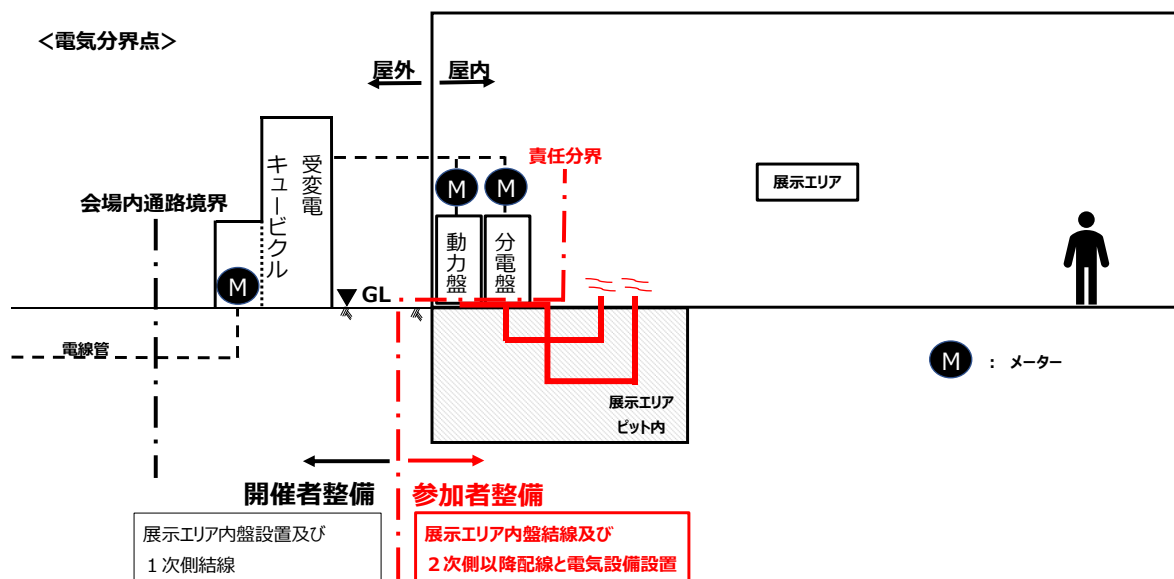 ＜電気分界点＞
屋外
屋内
受変電
キュービクル
責任分界
M
M
展示エリア
会場内通路境界
動力盤
分電盤
M
GL
電線管
M ： メーター
展示エリア
ピット内
開催者整備
参加者整備
展示エリア内盤設置及び
１次側結線
展示エリア内盤結線及び
２次側以降配線と電気設備設置